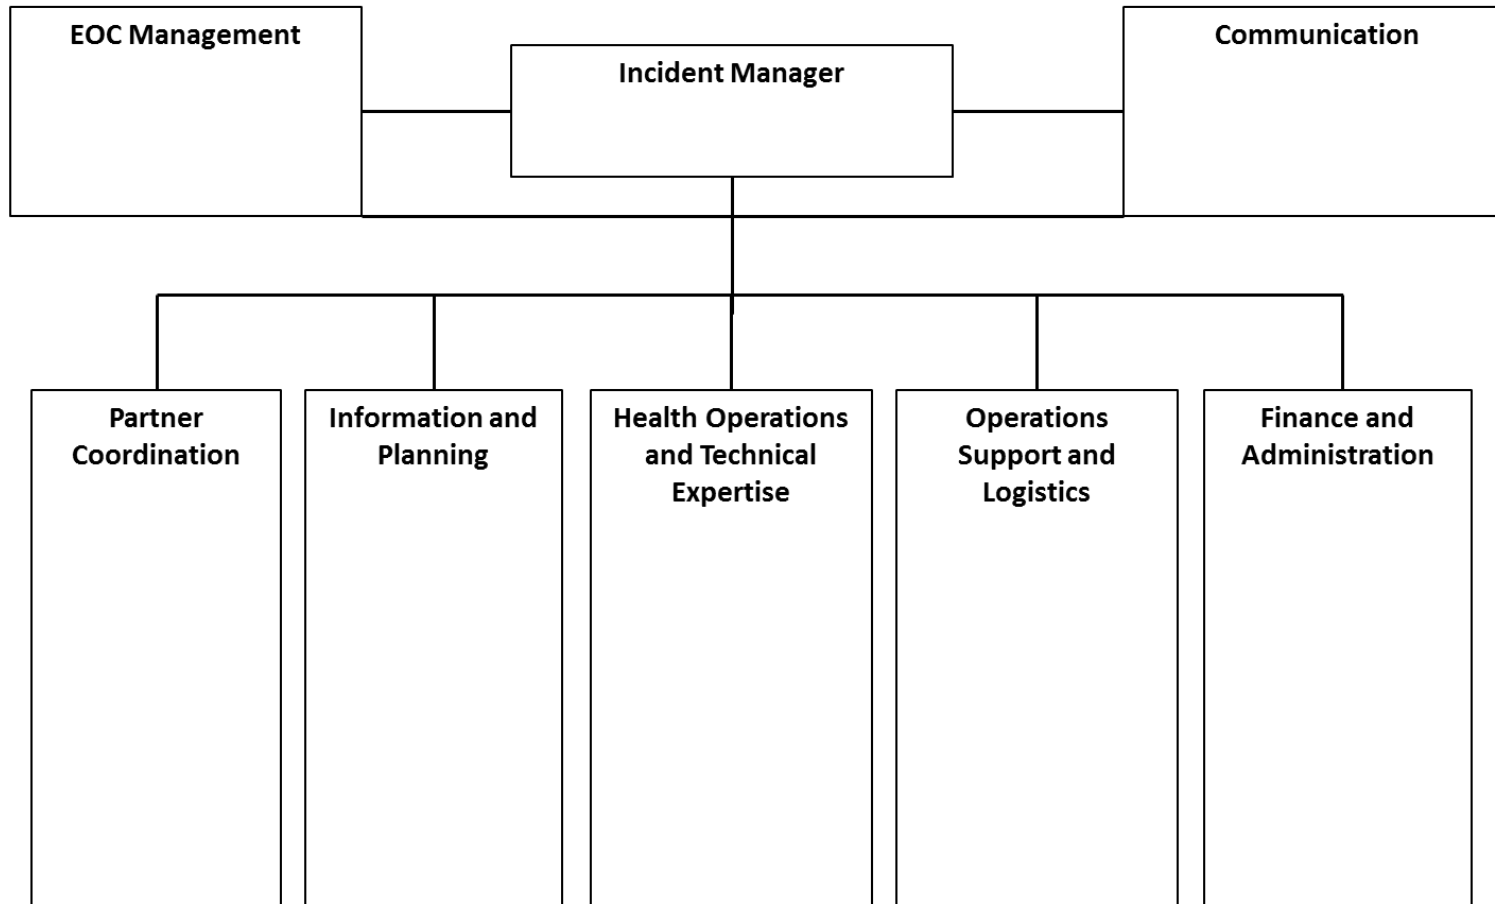 EOC Management
Incident Manager
Communication
Partner
Coordination
Information and
Planning
Health Operations
and Technical
Expertise
Operations
Support and
Logistics
Finance and
Administration